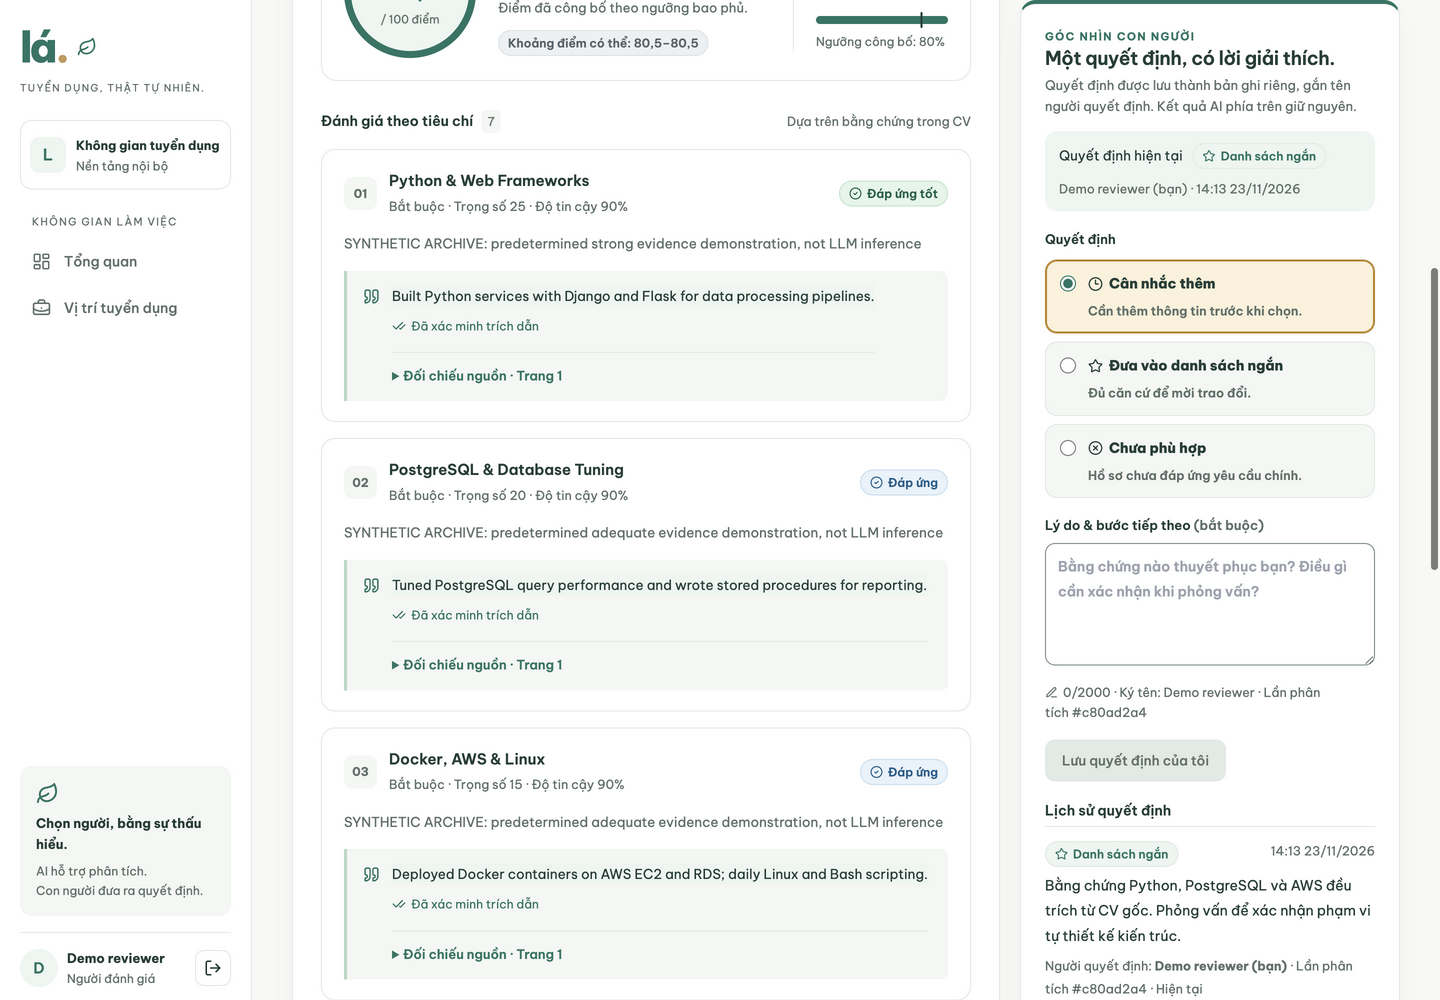 lá.
TUYỂN DỤNG, THẬT TỰ NHIÊN.
L
Không gian tuyển dụng
Nền tảng nội bộ
KHÔNG GIAN LÀM VIỆC
Tổng quan
Vị trí tuyển dụng
Chọn người, bằng sự thấu
hiểu.
AI hỗ trợ phân tích.
Con người đưa ra quyết định.
D
Demo reviewer
Người đánh giá
/ 100 điểm
Điểm đã công bố theo ngưỡng bao phủ.
Khoảng điểm có thể: 80,5–80,5
Ngưỡng công bố: 80%
Đánh giá theo tiêu chí 7
Dựa trên bằng chứng trong CV
01
Python & Web Frameworks
Bắt buộc · Trọng số 25 · Độ tin cậy 90%
Đáp ứng tốt
SYNTHETIC ARCHIVE: predetermined strong evidence demonstration, not LLM inference
Built Python services with Django and Flask for data processing pipelines.
Đã xác minh trích dẫn
Đối chiếu nguồn · Trang 1
02
PostgreSQL & Database Tuning
Bắt buộc · Trọng số 20 · Độ tin cậy 90%
Đáp ứng
SYNTHETIC ARCHIVE: predetermined adequate evidence demonstration, not LLM inference
Tuned PostgreSQL query performance and wrote stored procedures for reporting.
Đã xác minh trích dẫn
Đối chiếu nguồn · Trang 1
03
Docker, AWS & Linux
Bắt buộc · Trọng số 15 · Độ tin cậy 90%
Đáp ứng
SYNTHETIC ARCHIVE: predetermined adequate evidence demonstration, not LLM inference
Deployed Docker containers on AWS EC2 and RDS; daily Linux and Bash scripting.
Đã xác minh trích dẫn
Đối chiếu nguồn · Trang 1
GÓC NHÌN CON NGƯỜI
Một quyết định, có lời giải thích.
Quyết định được lưu thành bản ghi riêng, gắn tên
người quyết định. Kết quả AI phía trên giữ nguyên.
Quyết định hiện tại Danh sách ngắn
Demo reviewer (bạn) · 14:13 23/11/2026
Quyết định
Cân nhắc thêm
Cần thêm thông tin trước khi chọn.
Đưa vào danh sách ngắn
Đủ căn cứ để mời trao đổi.
Chưa phù hợp
Hồ sơ chưa đáp ứng yêu cầu chính.
Lý do & bước tiếp theo (bắt buộc)
Bằng chứng nào thuyết phục bạn? Điều gì
cần xác nhận khi phỏng vấn?
0/2000 · Ký tên: Demo reviewer · Lần phân
tích #c80ad2a4
Lưu quyết định của tôi
Lịch sử quyết định
Danh sách ngắn 14:13 23/11/2026
Bằng chứng Python, PostgreSQL và AWS đều
trích từ CV gốc. Phỏng vấn để xác nhận phạm vi
tự thiết kế kiến trúc.
Người quyết định: Demo reviewer (bạn) · Lần phân
tích #c80ad2a4 · Hiện tại